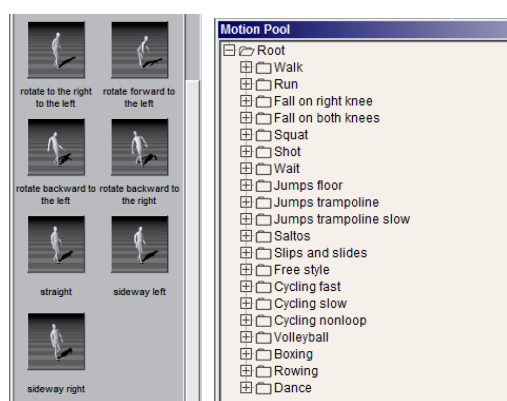 rotate to the right
to the left
rotate forward to
the left
rotate backward to
the left
rotate backward to
the right
straight
sideway left
sideway right
Motion Pool
Root
Walk
Run
Fall on right knee
Fall on both knees
Squat
Shot
Wait
Jumps floor
Jumps trampoline
Jumps trampoline slow
Saltos
Slips and slides
Free style
Cycling fast
Cycling slow
Cycling nonloop
Volleyball
Boxing
Rowing
Dance